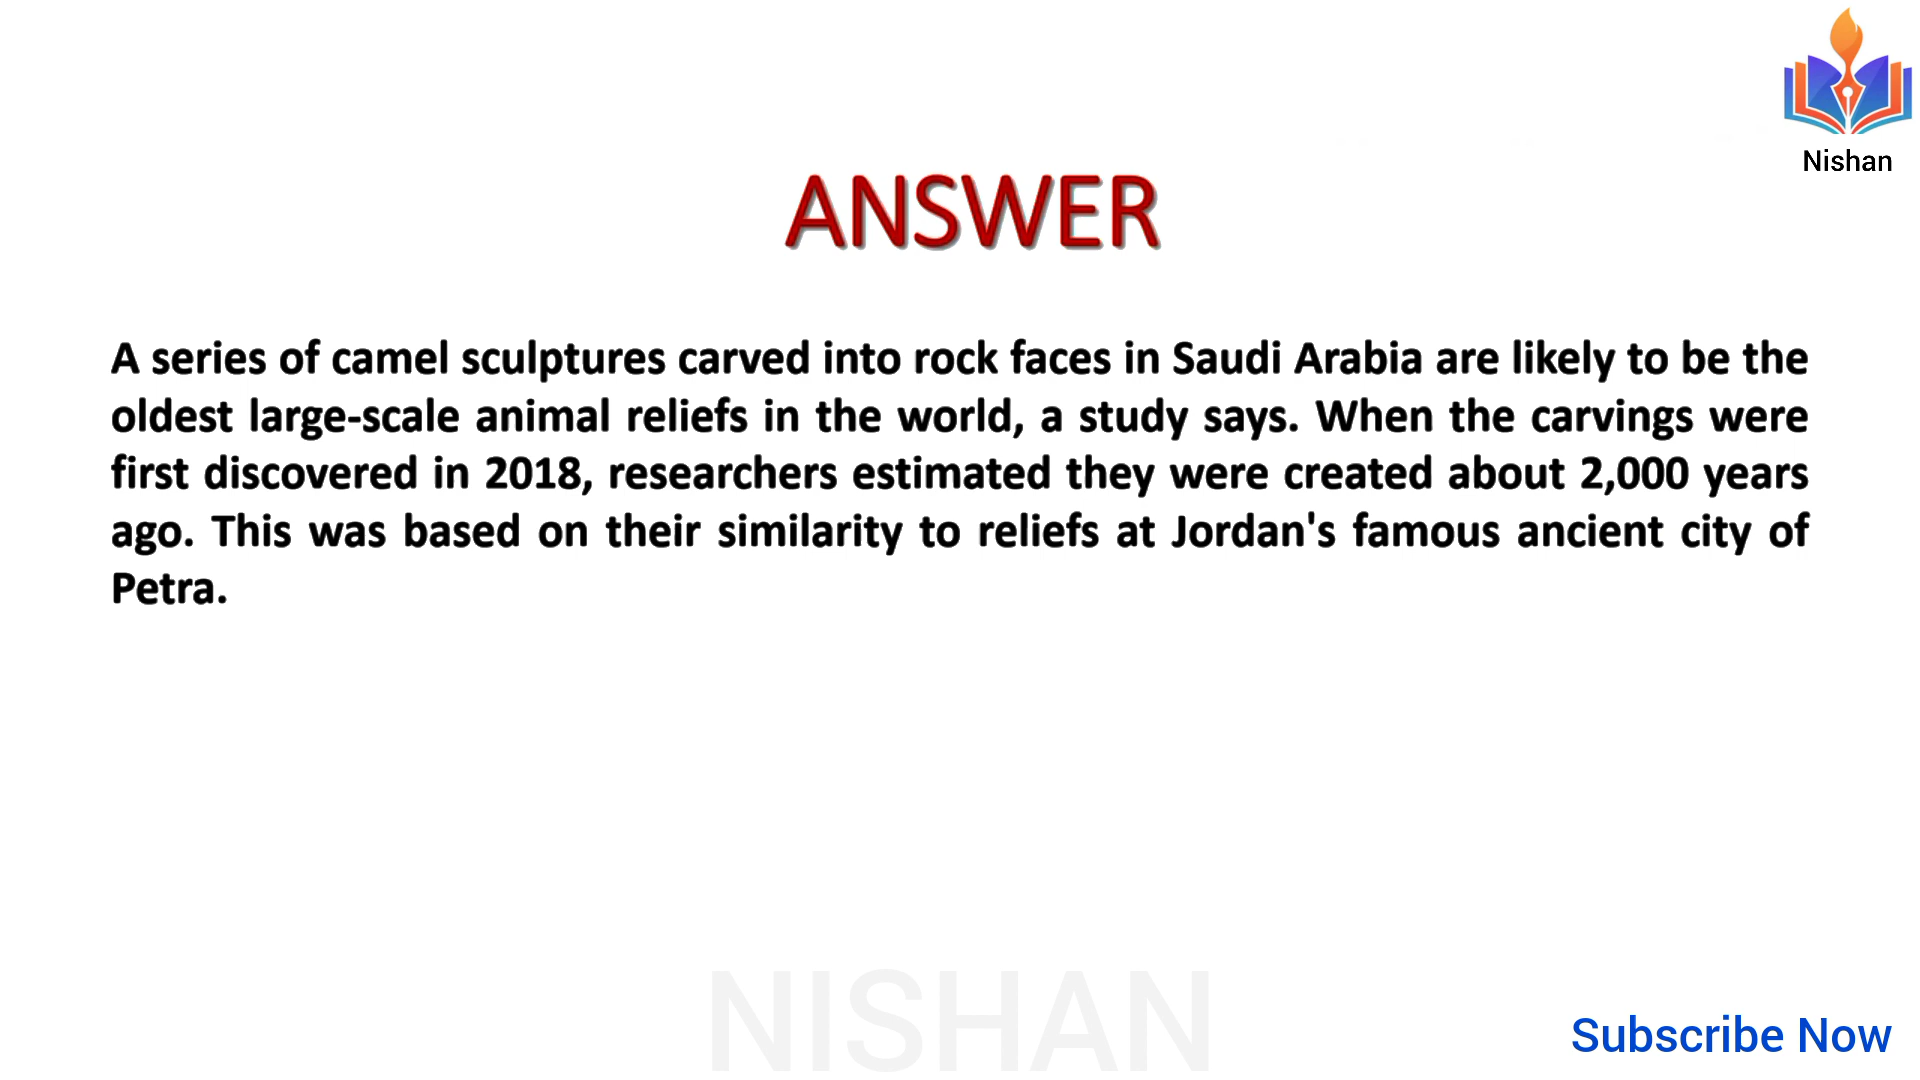 Nishan
ANSWER
A series of camel sculptures carved into rock faces in Saudi Arabia are likely to be the
oldest large-scale animal reliefs in the world, a study says. When the carvings were
first discovered in 2018, researchers estimated they were created about 2,000 years
ago. This was based on their similarity to reliefs at Jordan's famous ancient city of
Petra.
NISHAN
Subscribe Now